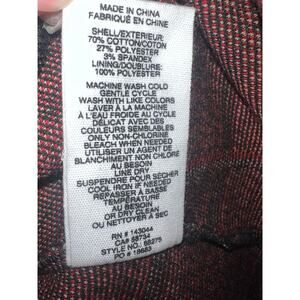 MADE IN CHINA
FABRIQUÉ EN CHINE
SHELL/EXTERIEUR:
70% COTTON/COTON
27% POLYESTER
3% SPANDEX
LINING/DOUBLURE:
100% POLYESTER
MACHINE WASH COLD
GENTLE CYCLE
WASH WITH LIKE COLORS
LAVER À LA MACHINE
À L'EAU FROIDE AU CYCLE
DÉLICAT AVEC DES
COULEURS SEMBLABLES
ONLY NON-CHLORINE
BLEACH WHEN NEEDED
UTILISER UN AGENT DE
BLANCHIMENT NON CHLORÉ
AU BESOIN
LINE DRY
SUSPENDRE POUR SÉCHER
COOL IRON IF NEEDED
REPASSER À BASSE
TEMPÉRATURE
AU BESOIN
OR DRY CLEAN
OU NETTOYER À SEC
RN # 143044
CA# 58734
STYLE NO.: 88275
PO # 18683